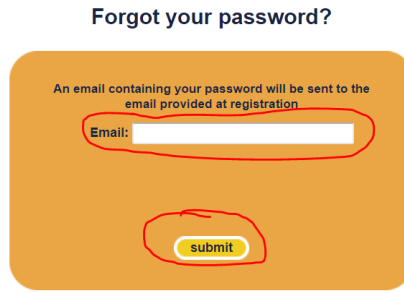 Forgot your password?
An email containing your password will be sent to the
email provided at registration
Email:
submit